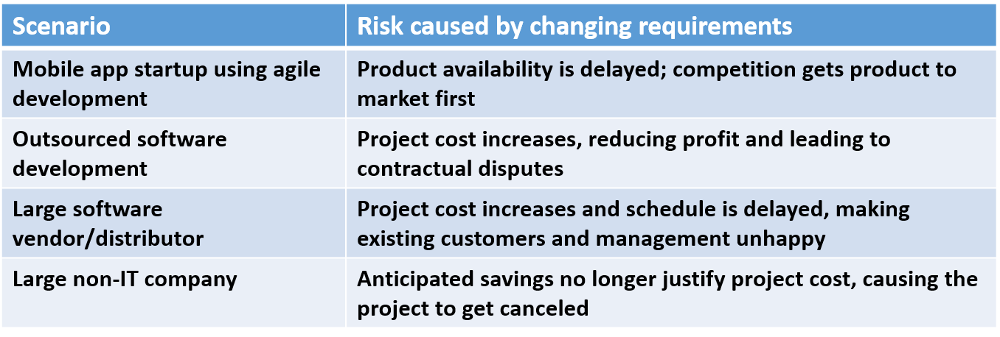 Scenario
Risk caused by changing requirements
Mobile app startup using agile
development
Product availability is delayed; competition gets product to
market first
Outsourced software
development
Project cost increases, reducing profit and leading to
contractual disputes
Large software
vendor/distributor
Project cost increases and schedule is delayed, making
existing customers and management unhappy
Large non-IT company
Anticipated savings no longer justify project cost, causing the
project to get canceled